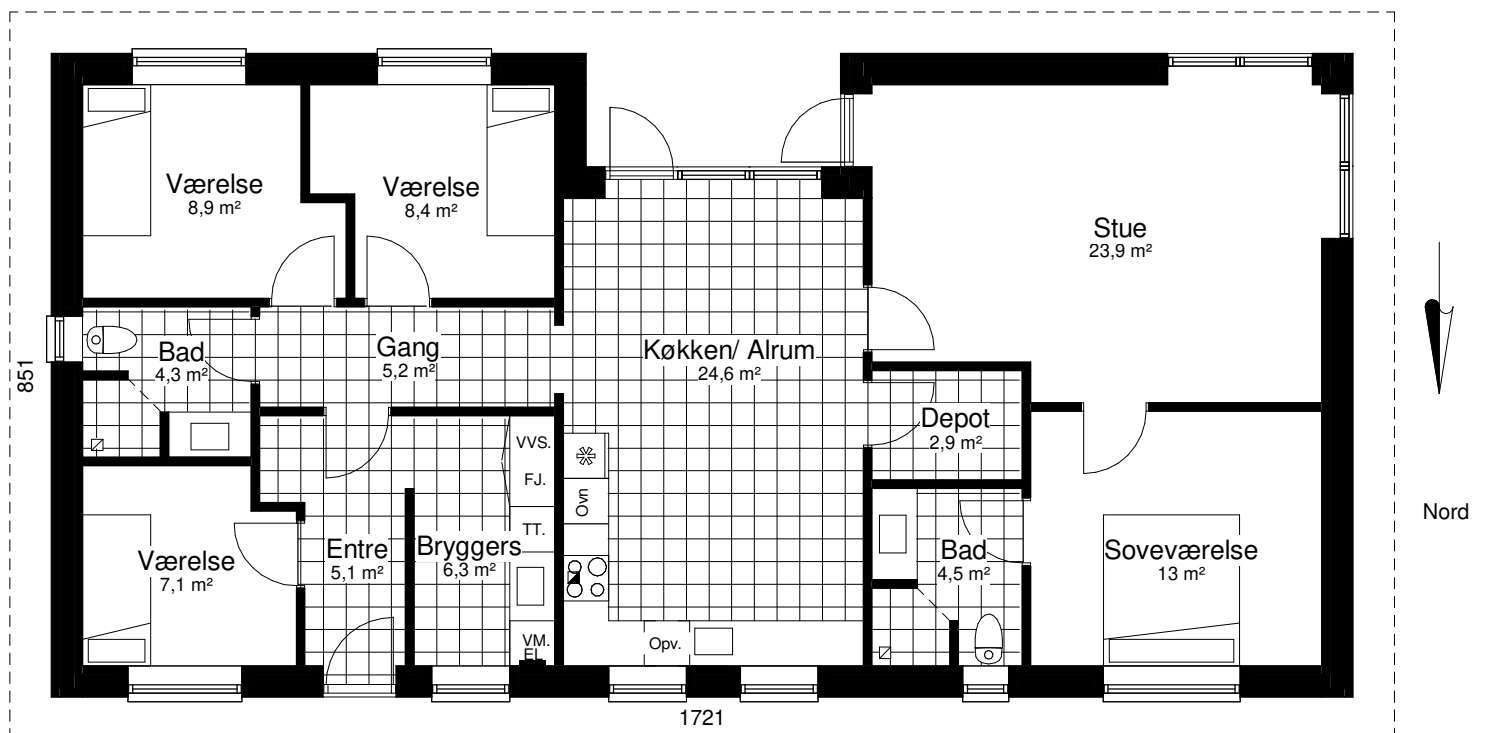 Værelse
8,9 m²
Værelse
8,4 m²
Stue
23,9 m²
Bad
4,3 m²
Gang
5,2 m²
Køkken/ Alrum
24,6 m²
851
Depot
2,9 m²
VVS.
FJ.
Ovn
TT.
Nord
Værelse
7,1 m²
Entre
5,1 m²
Bryggers
6,3 m²
Bad
4,5 m²
Soveværelse
13 m²
VM.
EL.
Opv.
1721